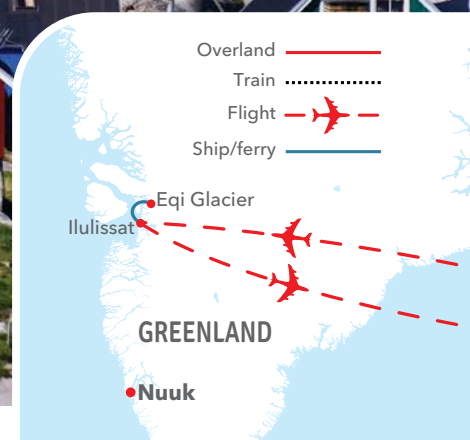 Overland
Train
Flight
Ship/ferry
Eqi Glacier
Ilulissat
GREENLAND
Nuuk